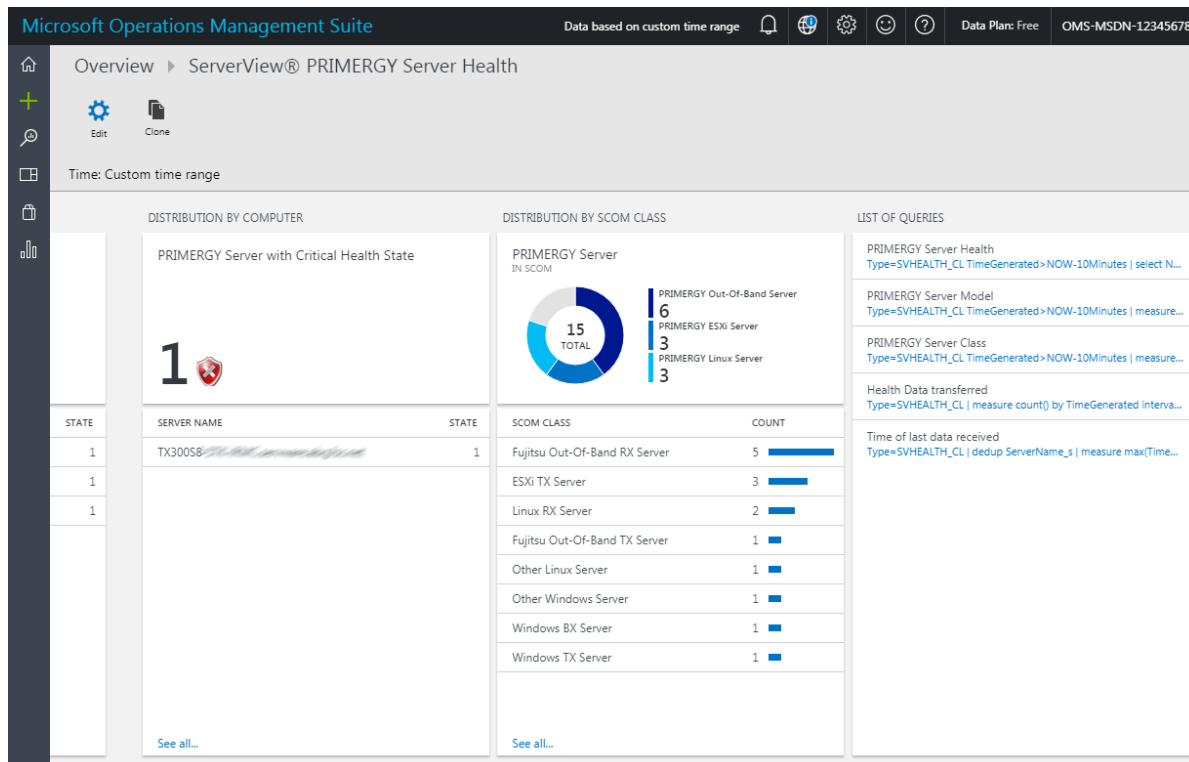 Microsoft Operations Management Suite
Data based on custom time range
Data Plan: Free
OMS-MSDN-12345678
Overview ▸ ServerView® PRIMERGY Server Health
Edit
Clone
Time: Custom time range
STATE
1
1
1
DISTRIBUTION BY COMPUTER
PRIMERGY Server with Critical Health State
1
SERVER NAME STATE
TX300S8 1
See all...
DISTRIBUTION BY SCOM CLASS
PRIMERGY Server
IN SCOM
15
TOTAL
PRIMERGY Out-Of-Band Server
6
PRIMERGY ESXi Server
3
PRIMERGY Linux Server
3
SCOM CLASS COUNT
Fujitsu Out-Of-Band RX Server 5
ESXi TX Server 3
Linux RX Server 2
Fujitsu Out-Of-Band TX Server 1
Other Linux Server 1
Other Windows Server 1
Windows BX Server 1
Windows TX Server 1
See all...
LIST OF QUERIES
PRIMERGY Server Health
Type=SVHEALTH_CL TimeGenerated>NOW-10Minutes | select N...
PRIMERGY Server Model
Type=SVHEALTH_CL TimeGenerated>NOW-10Minutes | measure...
PRIMERGY Server Class
Type=SVHEALTH_CL TimeGenerated>NOW-10Minutes | measure...
Health Data transferred
Type=SVHEALTH_CL | measure count() by TimeGenerated interva...
Time of last data received
Type=SVHEALTH_CL | dedup ServerName_s | measure max(Time...